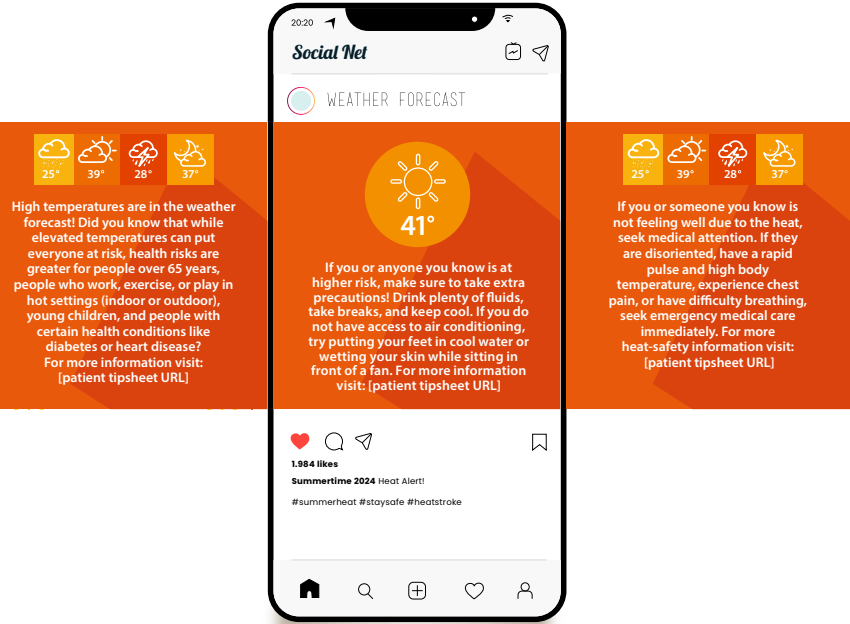 20:20
Social Net
WEATHER FORECAST
25° 39° 28° 37°
High temperatures are in the weather
forecast! Did you know that while
elevated temperatures can put
everyone at risk, health risks are
greater for people over 65 years,
people who work, exercise, or play in
hot settings (indoor or outdoor),
young children, and people with
certain health conditions like
diabetes or heart disease?
For more information visit:
[patient tipsheet URL]
41°
If you or anyone you know is at
higher risk, make sure to take extra
precautions! Drink plenty of fluids,
take breaks, and keep cool. If you do
not have access to air conditioning,
try putting your feet in cool water or
wetting your skin while sitting in
front of a fan. For more information
visit: [patient tipsheet URL]
25° 39° 28° 37°
If you or someone you know is
not feeling well due to the heat,
seek medical attention. If they
are disoriented, have a rapid
pulse and high body
temperature, experience chest
pain, or have difficulty breathing,
seek emergency medical care
immediately. For more
heat-safety information visit:
[patient tipsheet URL]
1.984 likes
Summertime 2024 Heat Alert!
#summerheat #staysafe #heatstroke